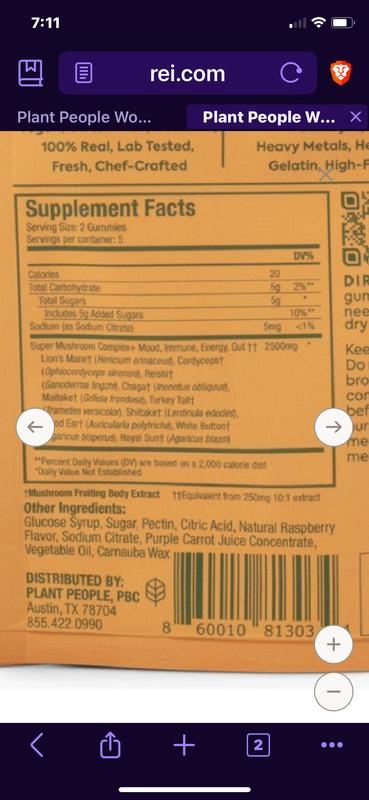 7:11
rei.com
Plant People Wo...
Plant People W...
100% Real, Lab Tested,
Fresh, Chef-Crafted
Heavy Metals, He
Gelatin, High-F
Supplement Facts
Serving Size: 2 Gummies
Servings per container: 5
DV%
Calories 20
Total Carbohydrate 5g 2%**
Total Sugars 5g *
Includes 5g Added Sugars 10%**
Sodium (as Sodium Citrate) 5mg <1%
Super Mushroom Complex+ Mood, Immune, Energy, Gut †† 2500mg *
Lion's Mane† (Hericium erinaceus), Cordyceps†
(Ophiocordyceps sinensis), Reishi†
(Ganoderma lingzhi), Chaga† (Inonotus obliquus),
Maitake† (Grifola frondosa), Turkey Tail†
Trametes versicolor), Shiitake† (Lentinula edodes),
od Ear† (Auricularia polytricha), White Button†
garicus bisporus), Royal Sun† (Agaricus blazei)
**Percent Daily Values (DV) are based on a 2,000 calorie diet
*Daily Value Not Established
†Mushroom Fruiting Body Extract ††Equivalent from 250mg 10:1 extract
Other Ingredients:
Glucose Syrup, Sugar, Pectin, Citric Acid, Natural Raspberry
Flavor, Sodium Citrate, Purple Carrot Juice Concentrate,
Vegetable Oil, Carnauba Wax
DISTRIBUTED BY:
PLANT PEOPLE, PBC
Austin, TX 78704
855.422.0990
8 60010 81303
DIR
gum
nee
dry
Kee
Do
bro
con
bef
our
me
me
2